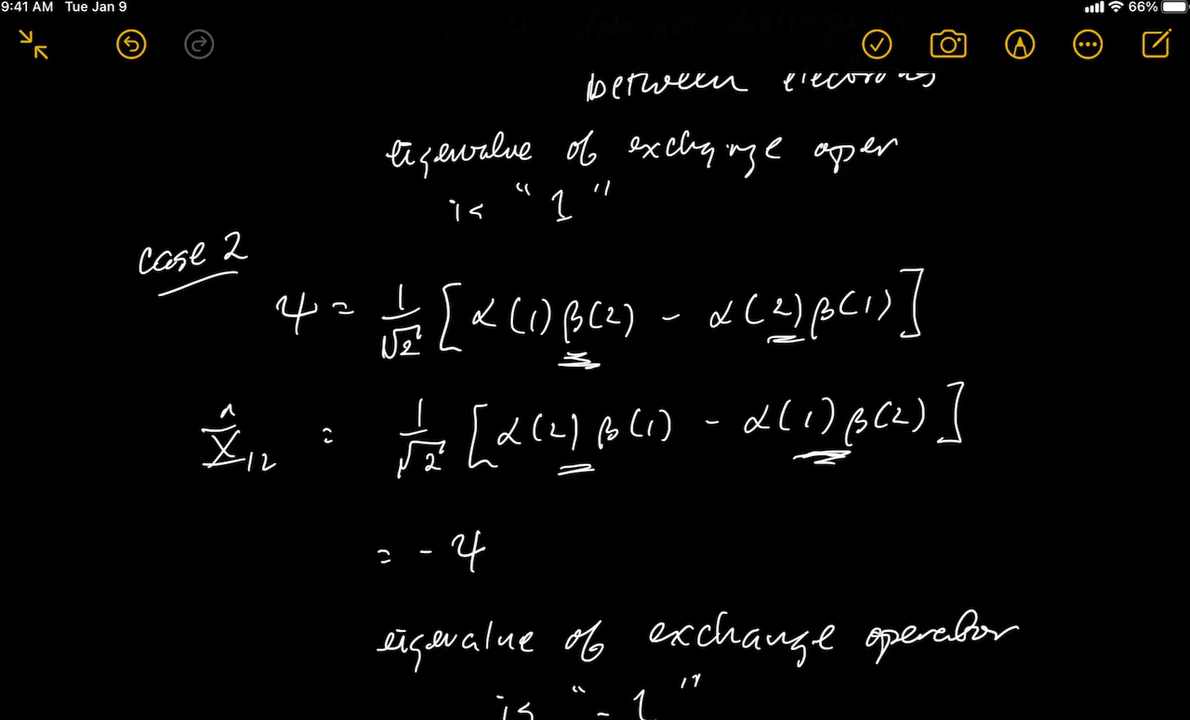 9:41 AM Tue Jan 9 66%
between electrons
eigenvalue of exchange oper
is "1"
case 2
Ψ = 1/√2 [α(1)β(2) - α(2)β(1)]
X̂₁₂ = 1/√2 [α(2)β(1) - α(1)β(2)]
= - Ψ
eigenvalue of exchange operator
is "-1"